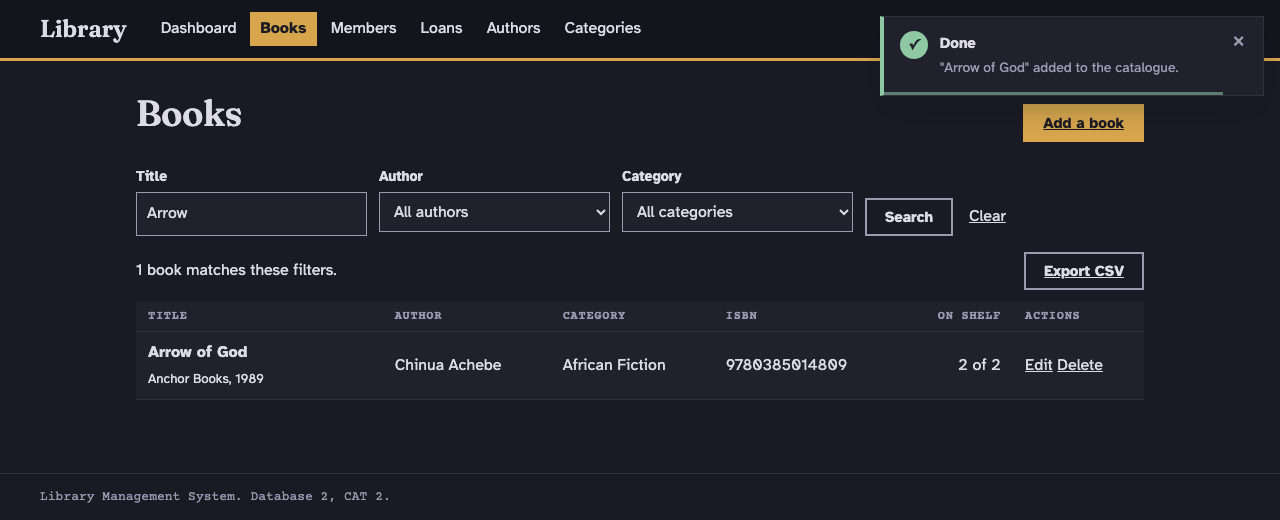 Library
Dashboard Books Members Loans Authors Categories
Done
"Arrow of God" added to the catalogue.
Books
Add a book
Title Author Category
Arrow All authors All categories Search Clear
1 book matches these filters.
Export CSV
TITLE AUTHOR CATEGORY ISBN ON SHELF ACTIONS
Arrow of God
Anchor Books, 1989
Chinua Achebe African Fiction 9780385014809 2 of 2 Edit Delete
Library Management System. Database 2, CAT 2.